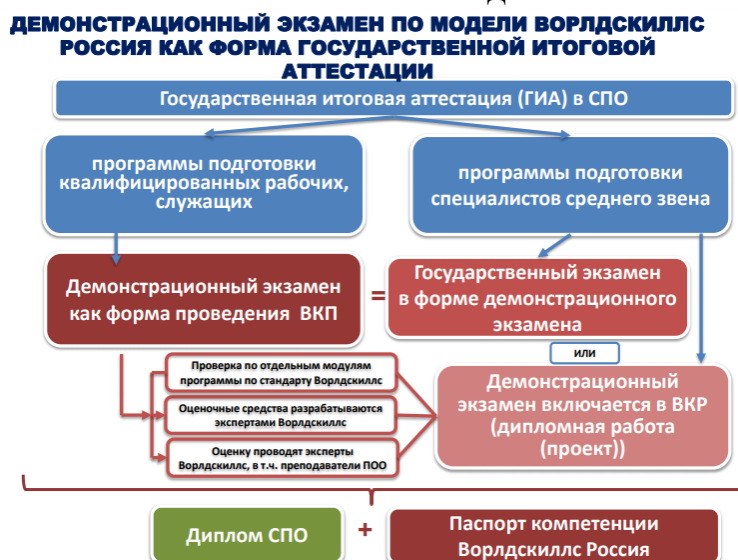 ДЕМОНСТРАЦИОННЫЙ ЭКЗАМЕН ПО МОДЕЛИ ВОРЛДСКИЛЛС
РОССИЯ КАК ФОРМА ГОСУДАРСТВЕННОЙ ИТОГОВОЙ
АТТЕСТАЦИИ
Государственная итоговая аттестация (ГИА) в СПО
программы подготовки
квалифицированных рабочих,
служащих
программы подготовки
специалистов среднего звена
Демонстрационный экзамен
как форма проведения ВКП
=
Государственный экзамен
в форме демонстрационного
экзамена
или
Проверка по отдельным модулям
программы по стандарту Ворлдскиллс
Оценочные средства разрабатываются
экспертами Ворлдскиллс
Оценку проводят эксперты
Ворлдскиллс, в т.ч. преподаватели ПОО
Демонстрационный
экзамен включается в ВКР
(дипломная работа
(проект))
Диплом СПО
+
Паспорт компетенции
Ворлдскиллс Россия